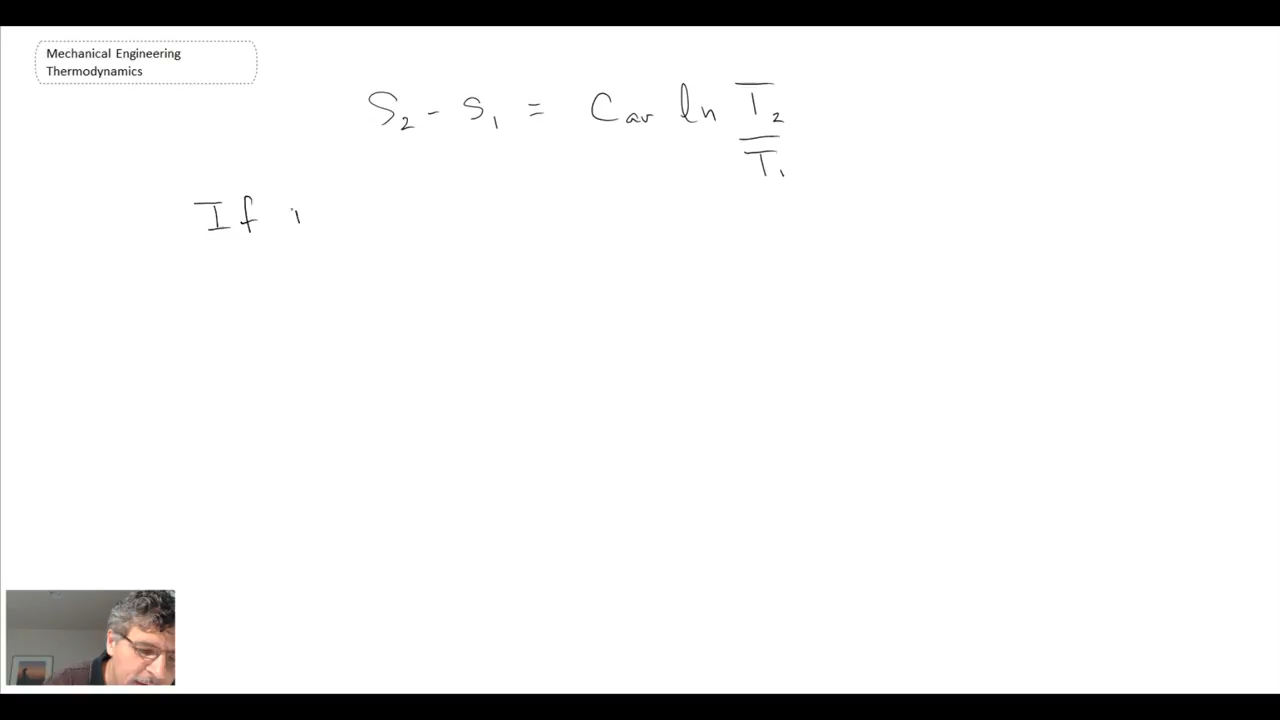 Mechanical Engineering
Thermodynamics
S₂ - S₁ = Cav ln T₂/T₁
If i